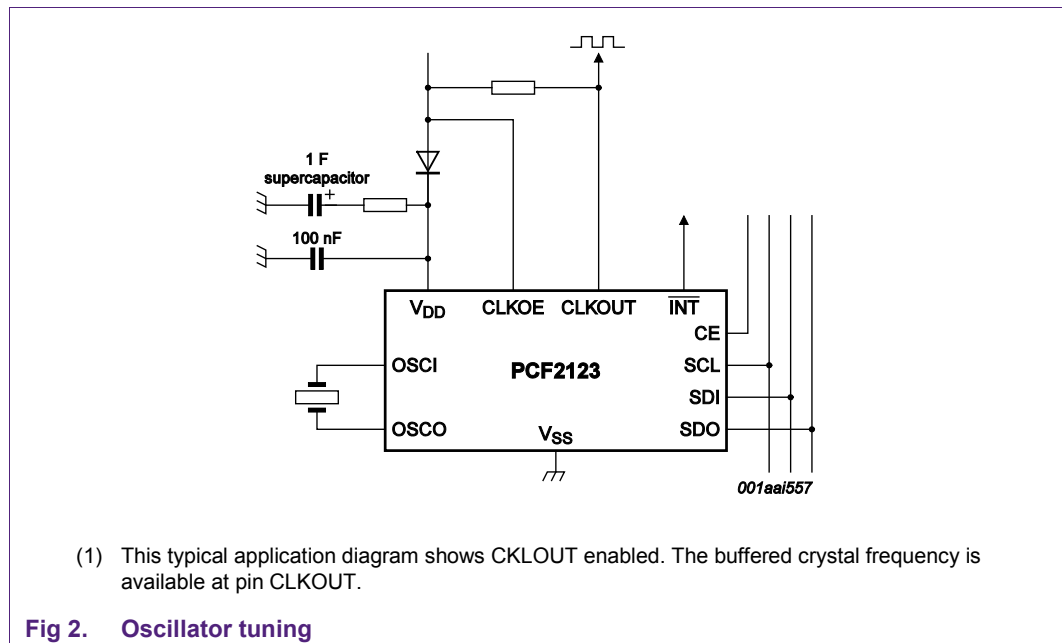 1 F
supercapacitor
+
100 nF
VDD CLKOE CLKOUT INT
CE
OSCI PCF2123 SCL
SDI
OSCO VSS SDO
001aai557
(1) This typical application diagram shows CKLOUT enabled. The buffered crystal frequency is
available at pin CLKOUT.
Fig 2. Oscillator tuning